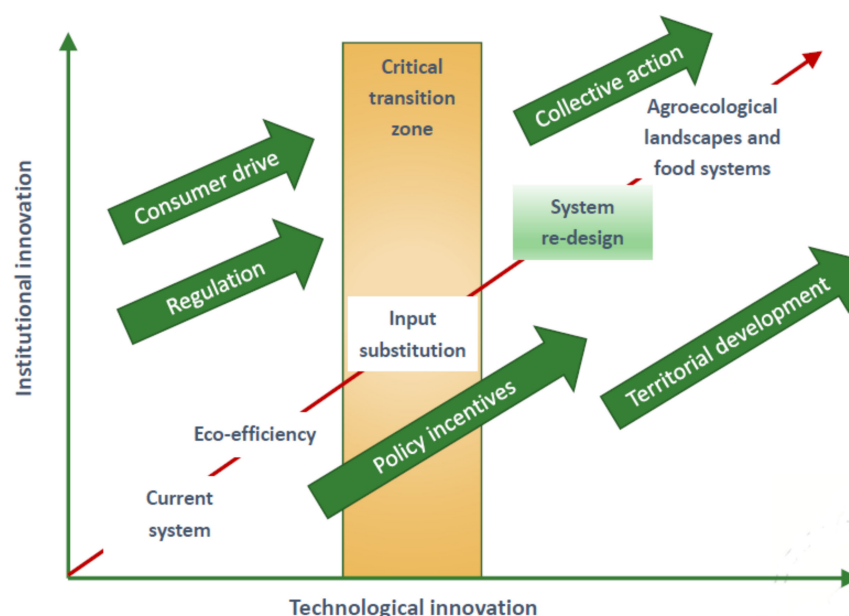 Institutional innovation
Critical
transition
zone
Consumer drive
Regulation
Collective action
Agroecological
landscapes and
food systems
System
re-design
Input
substitution
Eco-efficiency
Current
system
Policy incentives
Territorial development
Technological innovation